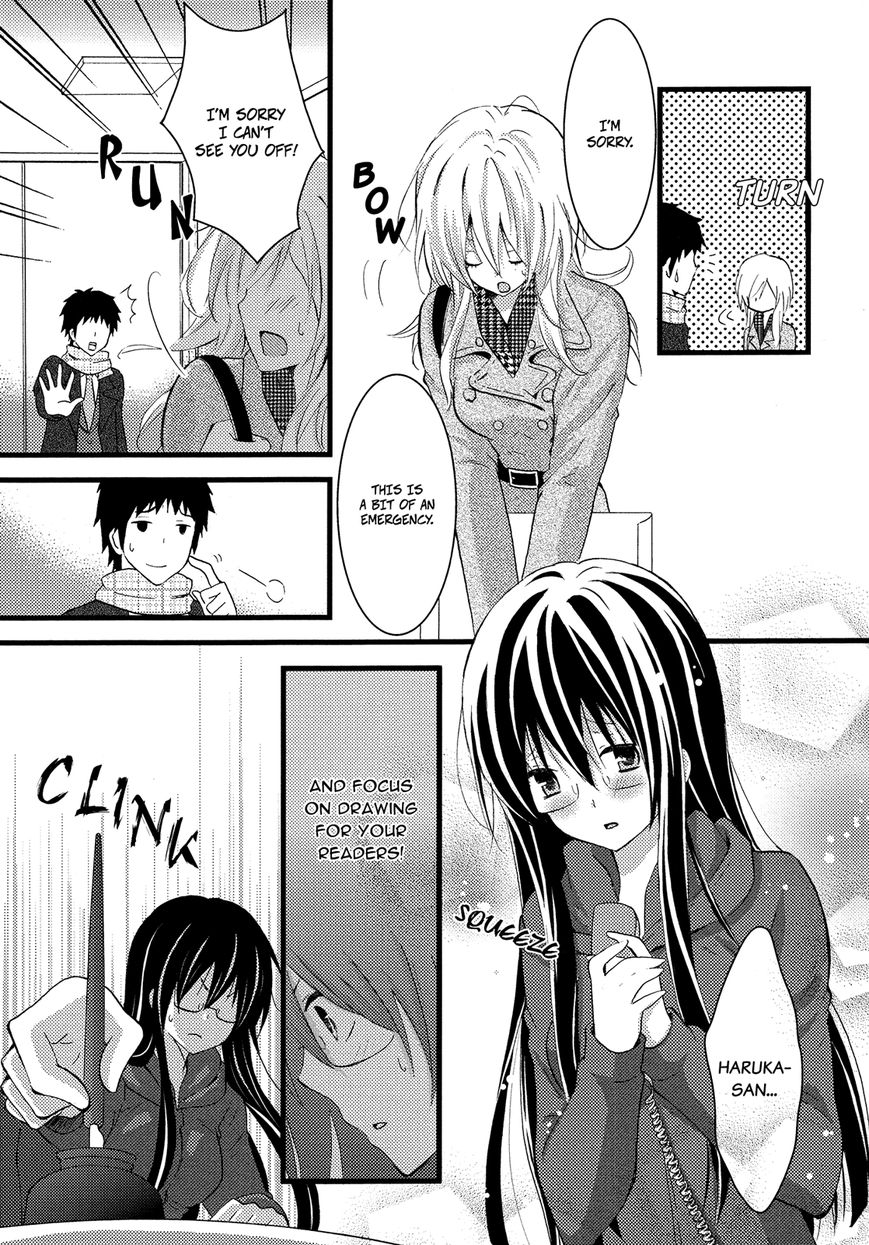 TURN
I'M
SORRY.
BOW
THIS IS
A BIT OF AN
EMERGENCY.
I'M SORRY
I CAN'T
SEE YOU OFF!
RUN
HARUKA-
SAN...
SQUEEZE
AND FOCUS
ON DRAWING
FOR YOUR
READERS!
CLINK